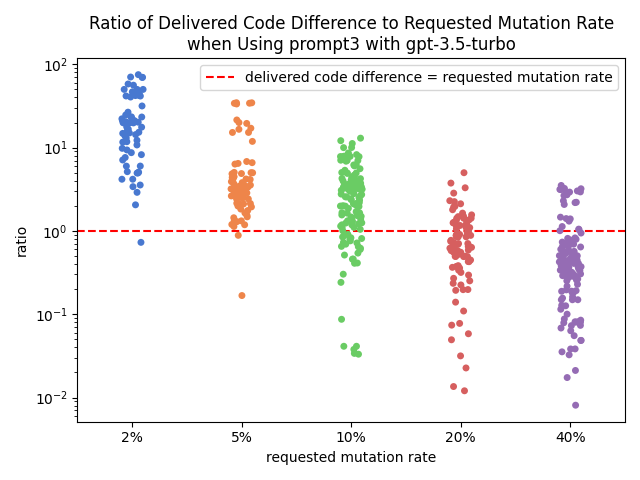 Ratio of Delivered Code Difference to Requested Mutation Rate
when Using prompt3 with gpt-3.5-turbo
delivered code difference = requested mutation rate
ratio
10²
10¹
10⁰
10⁻¹
10⁻²
2% 5% 10% 20% 40%
requested mutation rate